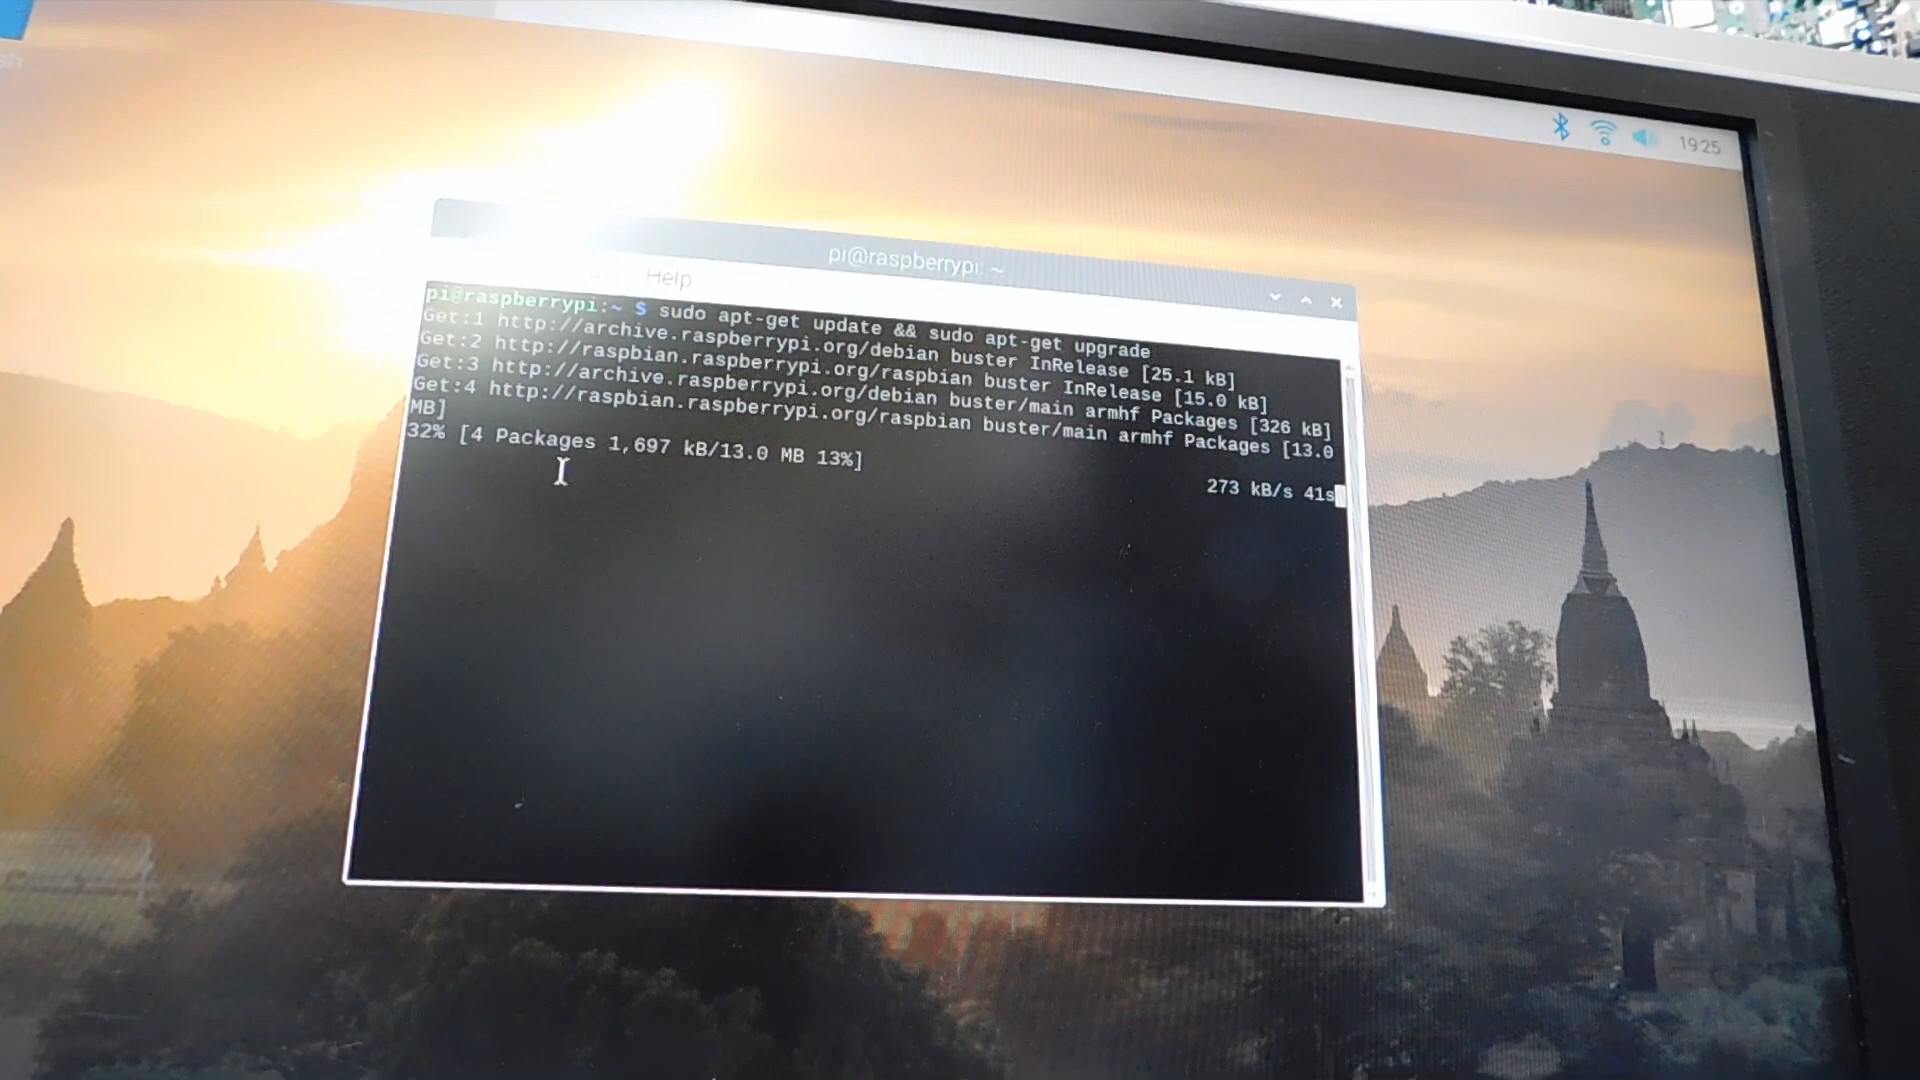 sh
19:25
pi@raspberrypi: ~
Help
pi@raspberrypi:~ $ sudo apt-get update && sudo apt-get upgrade
Get:1 http://archive.raspberrypi.org/debian buster InRelease [25.1 kB]
Get:2 http://raspbian.raspberrypi.org/raspbian buster InRelease [15.0 kB]
Get:3 http://archive.raspberrypi.org/debian buster/main armhf Packages [326 kB]
Get:4 http://raspbian.raspberrypi.org/raspbian buster/main armhf Packages [13.0
MB]
32% [4 Packages 1,697 kB/13.0 MB 13%]
273 kB/s 41s